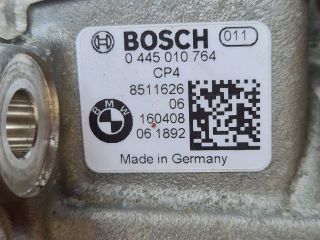 BOSCH 011
0 445 010 764
CP4
8511626
06
BMW
160408
06 1892
Made in Germany